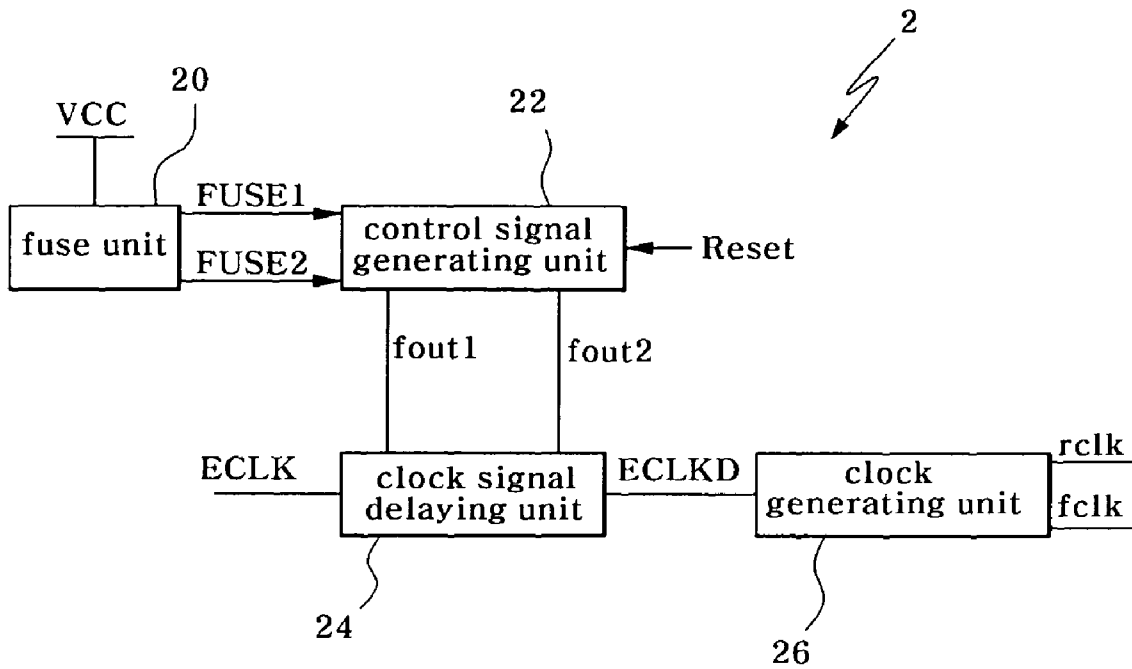 2
20
22
VCC
FUSE1
fuse unit
control signal
generating unit
Reset
FUSE2
fout1
fout2
ECLK
clock signal
delaying unit
ECLKD
clock
generating unit
rclk
fclk
24
26